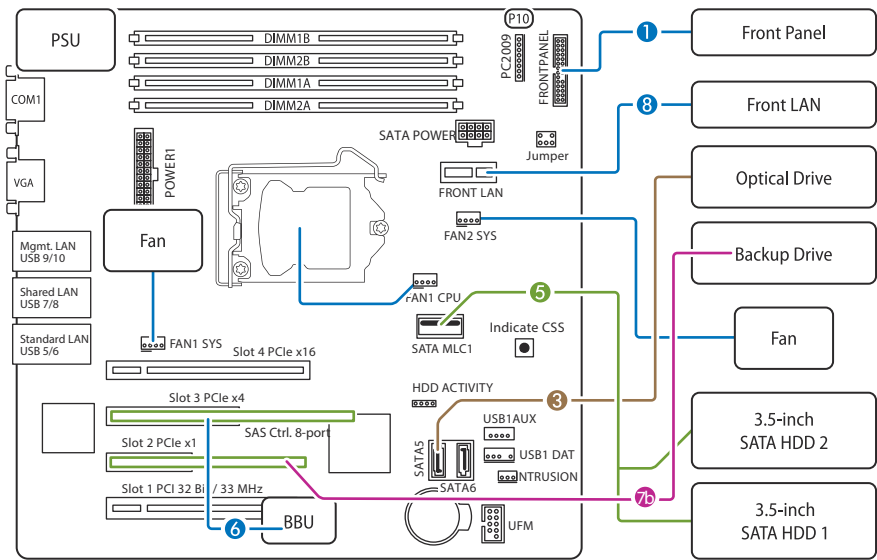 PSU
P10
Front Panel
DIMM1B
DIMM2B
DIMM1A
DIMM2A
PC2009
FRONTPANEL
1
COM1
8
Front LAN
SATA POWER
Jumper
POWER1
VGA
FRONT LAN
Optical Drive
Fan
FAN2 SYS
Mgmt. LAN
USB 9/10
Backup Drive
Shared LAN
USB 7/8
FAN1 CPU
5
Indicate CSS
Fan
Standard LAN
USB 5/6
FAN1 SYS
SATA MLC1
Slot 4 PCIe x16
HDD ACTIVITY
Slot 3 PCIe x4
3
SAS Ctrl. 8-port
USB1AUX
3.5-inch
SATA HDD 2
Slot 2 PCIe x1
SATA5
USB1 DAT
SATA6
NTRUSION
Slot 1 PCI 32 Bit / 33 MHz
7b
6
BBU
UFM
3.5-inch
SATA HDD 1